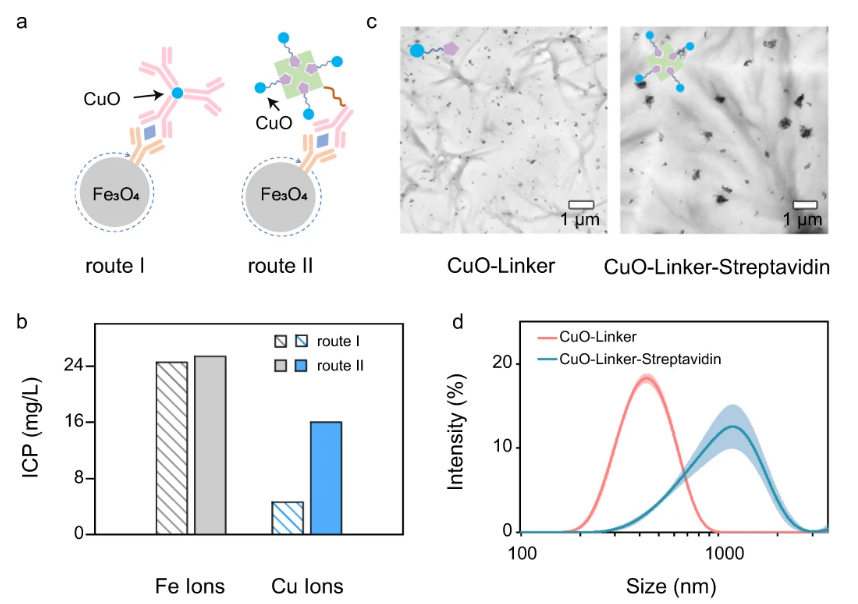 a
CuO
Fe₃O₄
route I
CuO
Fe₃O₄
route II
c
1 μm
CuO-Linker
1 μm
CuO-Linker-Streptavidin
b
ICP (mg/L)
24
16
8
0
route I
route II
Fe Ions
Cu Ions
d
Intensity (%)
20
10
0
CuO-Linker
CuO-Linker-Streptavidin
100
1000
Size (nm)